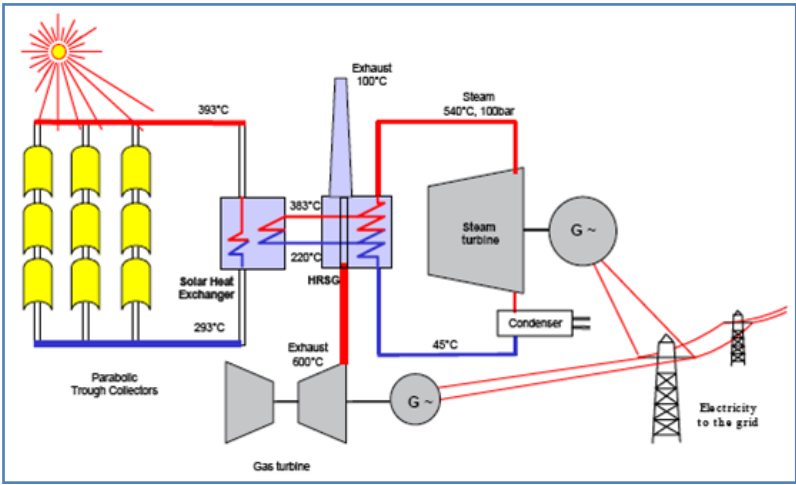 Exhaust
100°C
Steam
540°C, 100bar
393°C
383°C
Steam
turbine
G ~
220°C
Solar Heat
Exchanger
HRSG
293°C
Condenser
45°C
Exhaust
600°C
Parabolic
Trough Collectors
G ~
Electricity
to the grid
Gas turbine